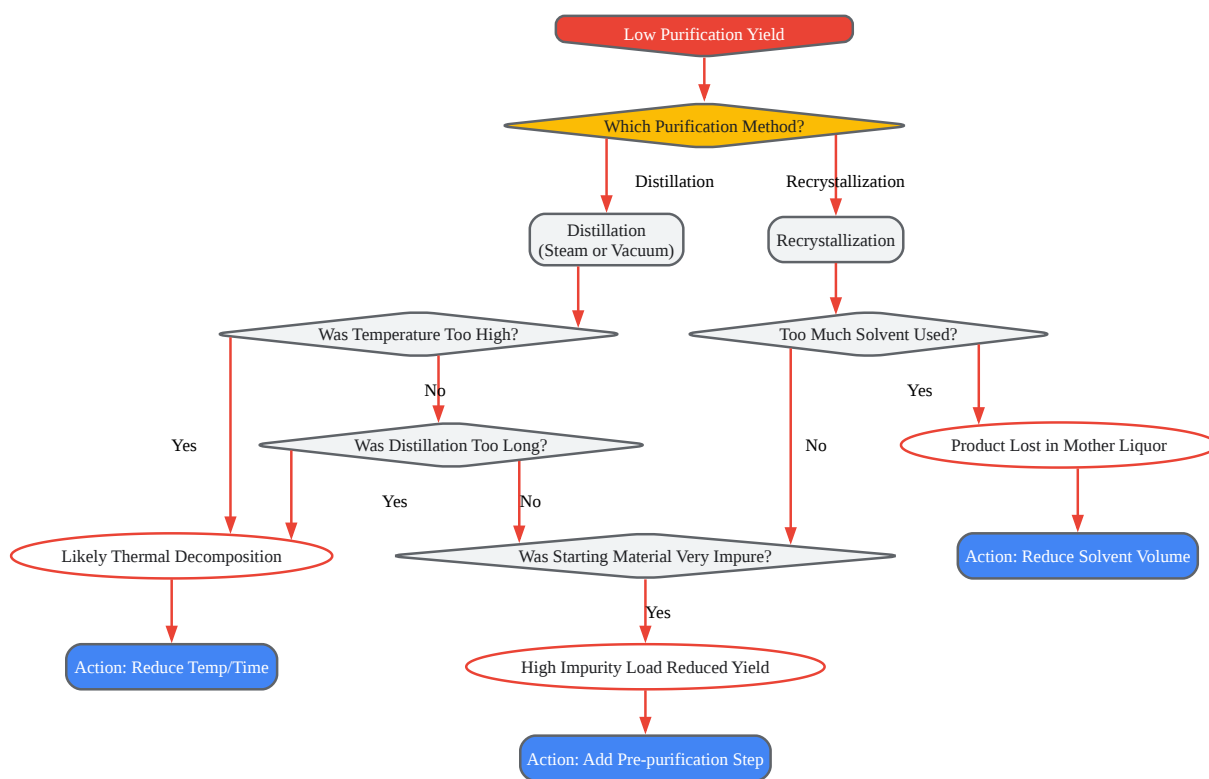 Low Purification Yield
Which Purification Method?
Distillation
Recrystallization
Distillation
(Steam or Vacuum)
Recrystallization
Was Temperature Too High?
Too Much Solvent Used?
No
Yes
Yes
Was Distillation Too Long?
No
Product Lost in Mother Liquor
Yes
No
Likely Thermal Decomposition
Was Starting Material Very Impure?
Action: Reduce Solvent Volume
Yes
Action: Reduce Temp/Time
High Impurity Load Reduced Yield
Action: Add Pre-purification Step